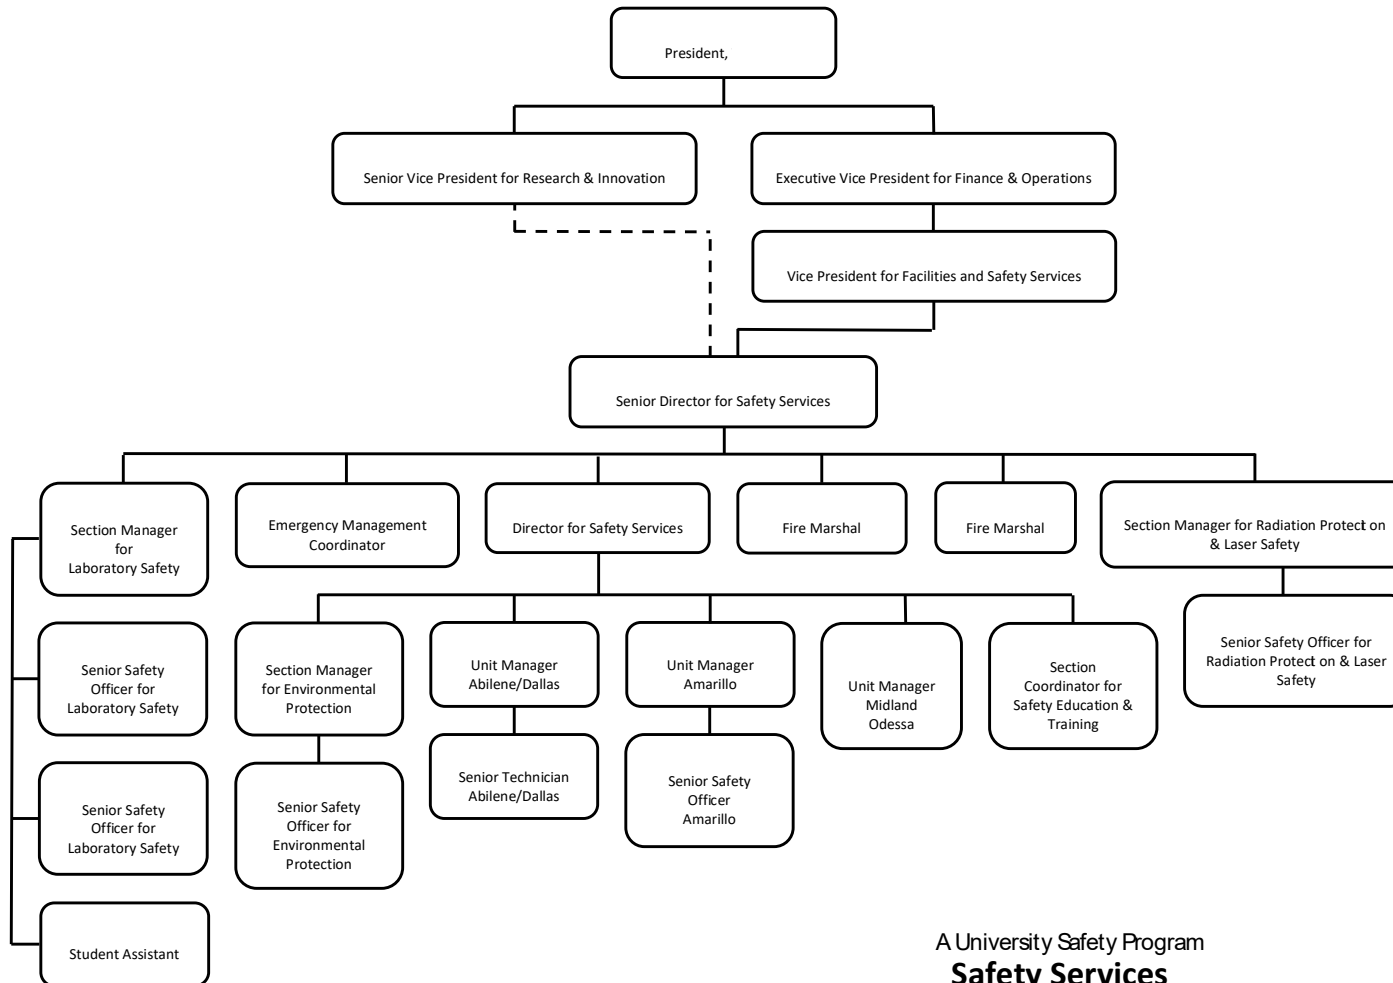 President,
Senior Vice President for Research & Innovation
Executive Vice President for Finance & Operations
Vice President for Facilities and Safety Services
Senior Director for Safety Services
Section Manager
for
Laboratory Safety
Emergency Management
Coordinator
Director for Safety Services
Fire Marshal
Fire Marshal
Section Manager for Radiation Protect on
& Laser Safety
Senior Safety
Officer for
Laboratory Safety
Section Manager
for Environmental
Protection
Unit Manager
Abilene/Dallas
Unit Manager
Amarillo
Unit Manager
Midland
Odessa
Section
Coordinator for
Safety Education &
Training
Senior Safety Officer for
Radiation Protect on & Laser
Safety
Senior Safety
Officer for
Laboratory Safety
Senior Safety
Officer for
Environmental
Protection
Senior Technician
Abilene/Dallas
Senior Safety
Officer
Amarillo
Student Assistant
A University Safety Program
Safety Services